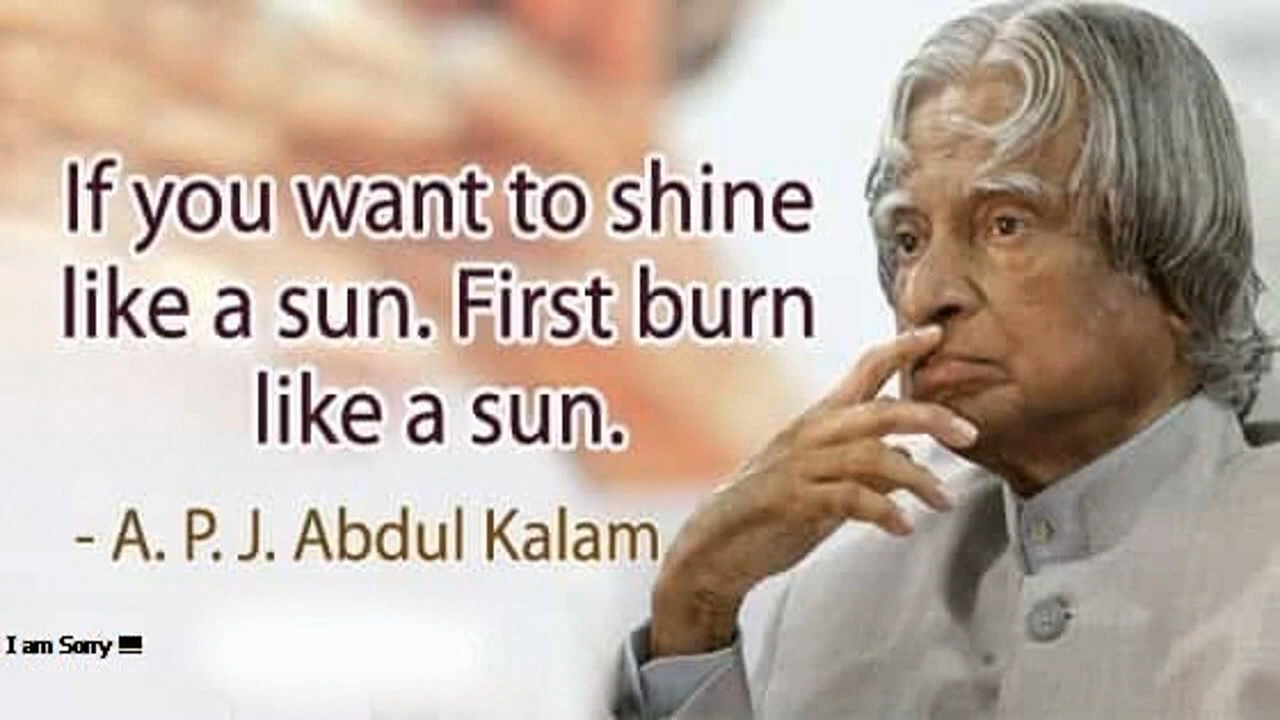 If you want to shine
like a sun. First burn
like a sun.
- A. P. J. Abdul Kalam
I am Sorry !!!